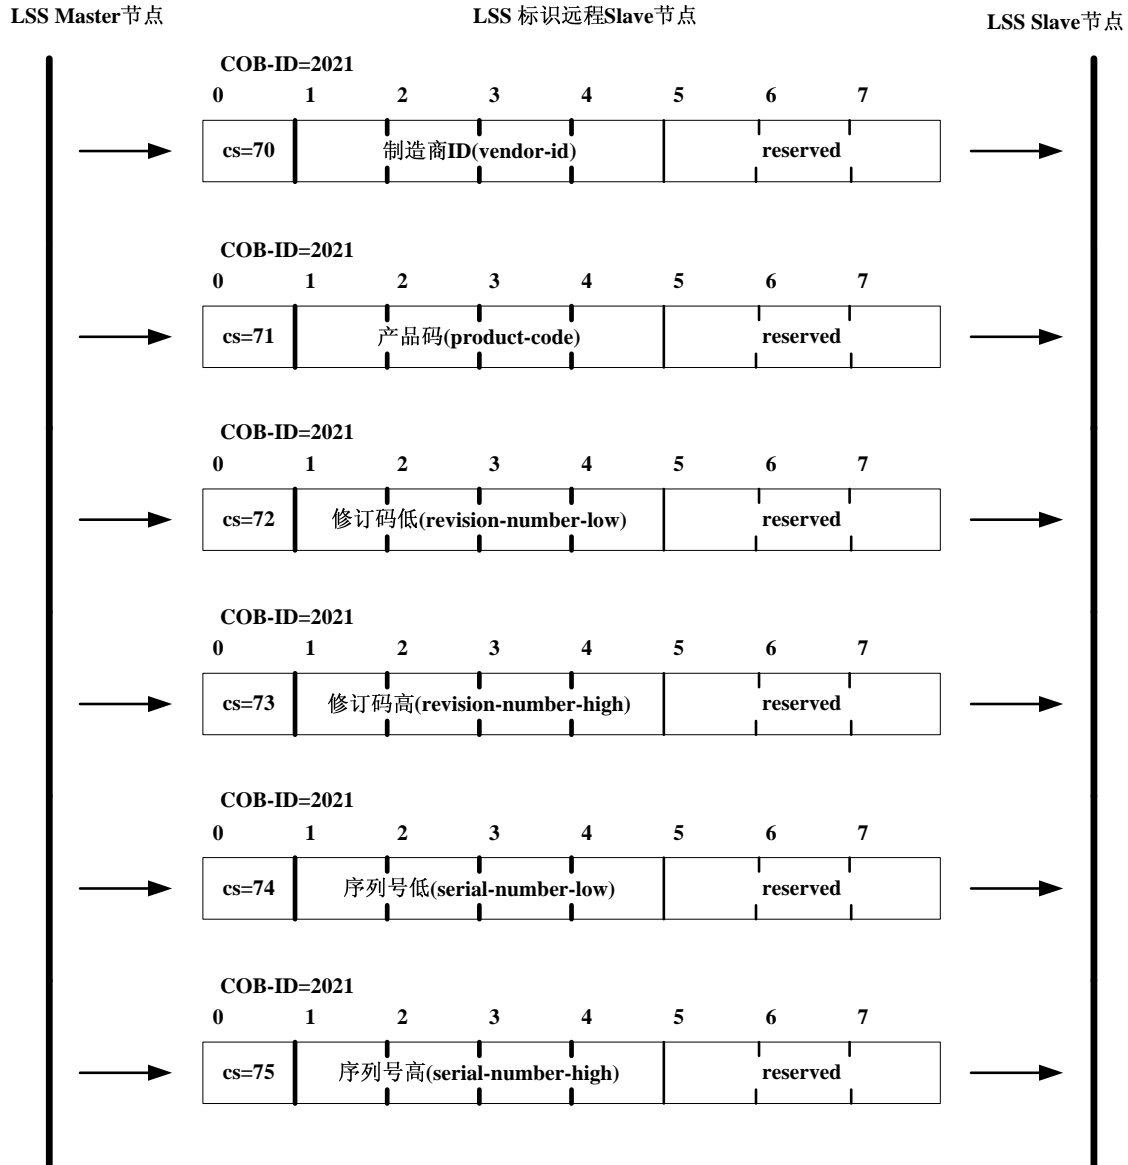 LSS Master节点 LSS 标识远程Slave节点 LSS Slave节点
COB-ID=2021
0 1 2 3 4 5 6 7
cs=70 制造商ID(vendor-id) reserved
COB-ID=2021
0 1 2 3 4 5 6 7
cs=71 产品码(product-code) reserved
COB-ID=2021
0 1 2 3 4 5 6 7
cs=72 修订码低(revision-number-low) reserved
COB-ID=2021
0 1 2 3 4 5 6 7
cs=73 修订码高(revision-number-high) reserved
COB-ID=2021
0 1 2 3 4 5 6 7
cs=74 序列号低(serial-number-low) reserved
COB-ID=2021
0 1 2 3 4 5 6 7
cs=75 序列号高(serial-number-high) reserved